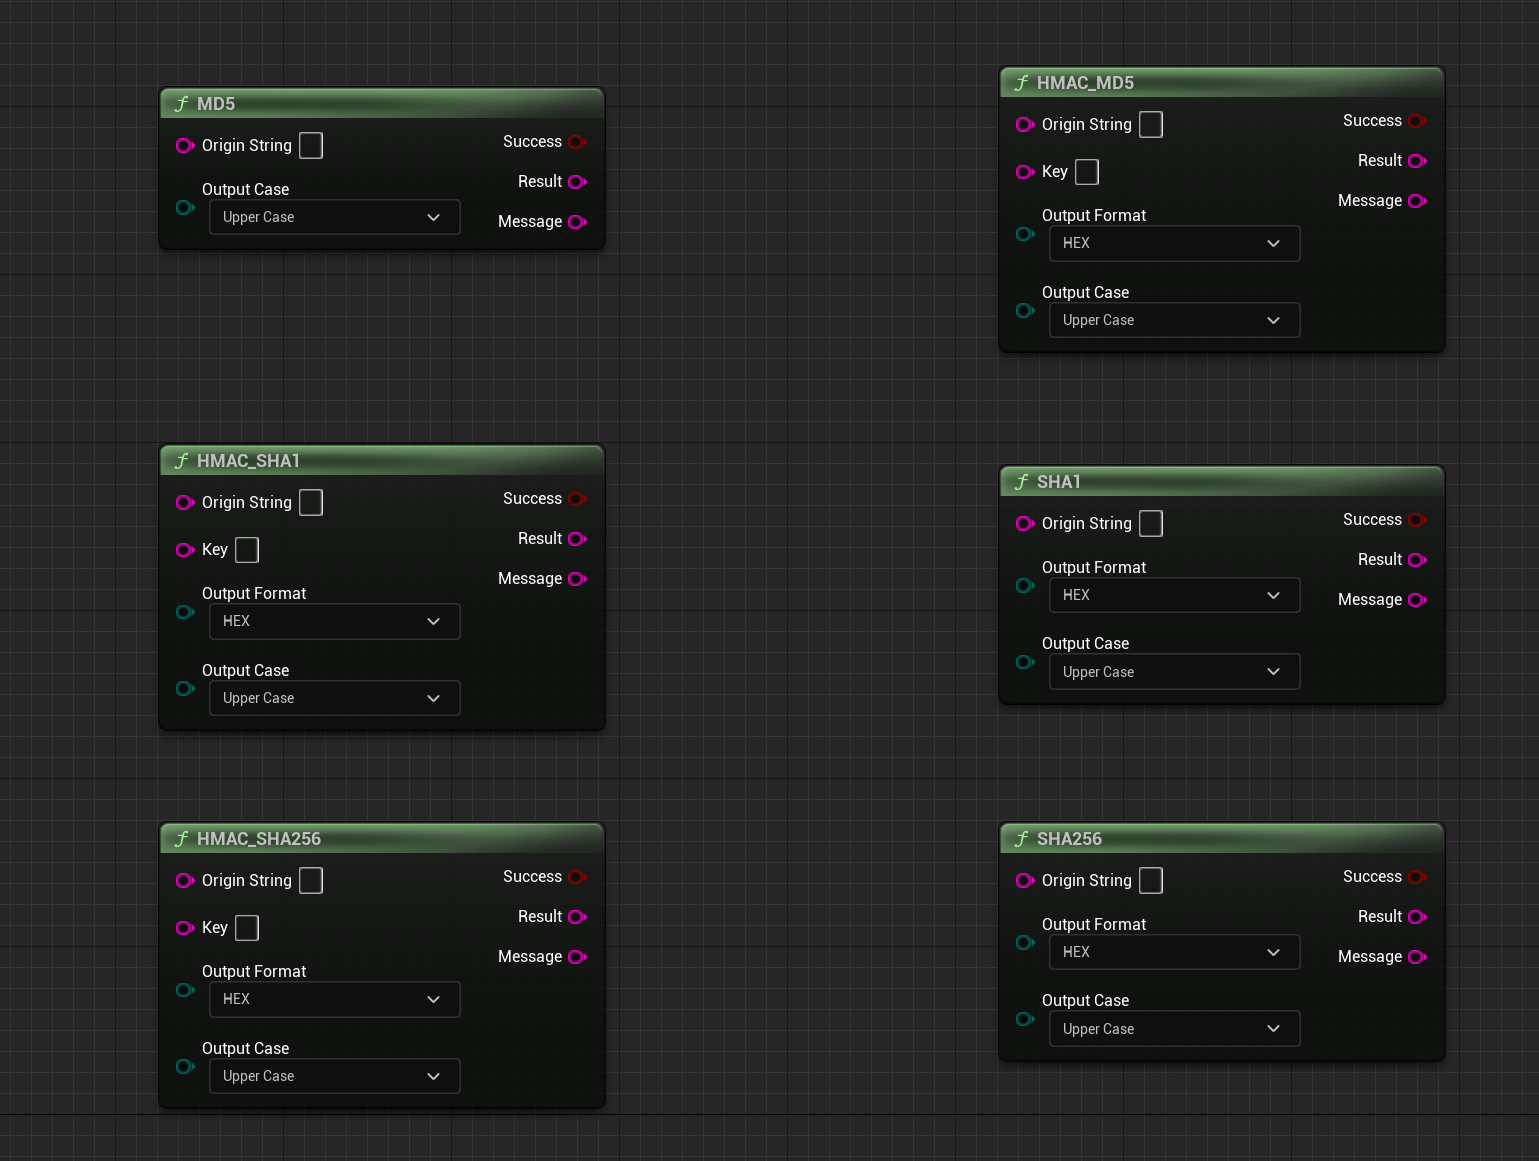 MD5
Origin String
Success
Output Case
Result
Upper Case
Message
HMAC_MD5
Origin String
Success
Key
Result
Message
Output Format
HEX
Output Case
Upper Case
HMAC_SHA1
Origin String
Success
Key
Result
Message
Output Format
HEX
Output Case
Upper Case
SHA1
Origin String
Success
Output Format
Result
HEX
Message
Output Case
Upper Case
HMAC_SHA256
Origin String
Success
Key
Result
Message
Output Format
HEX
Output Case
Upper Case
SHA256
Origin String
Success
Output Format
Result
HEX
Message
Output Case
Upper Case